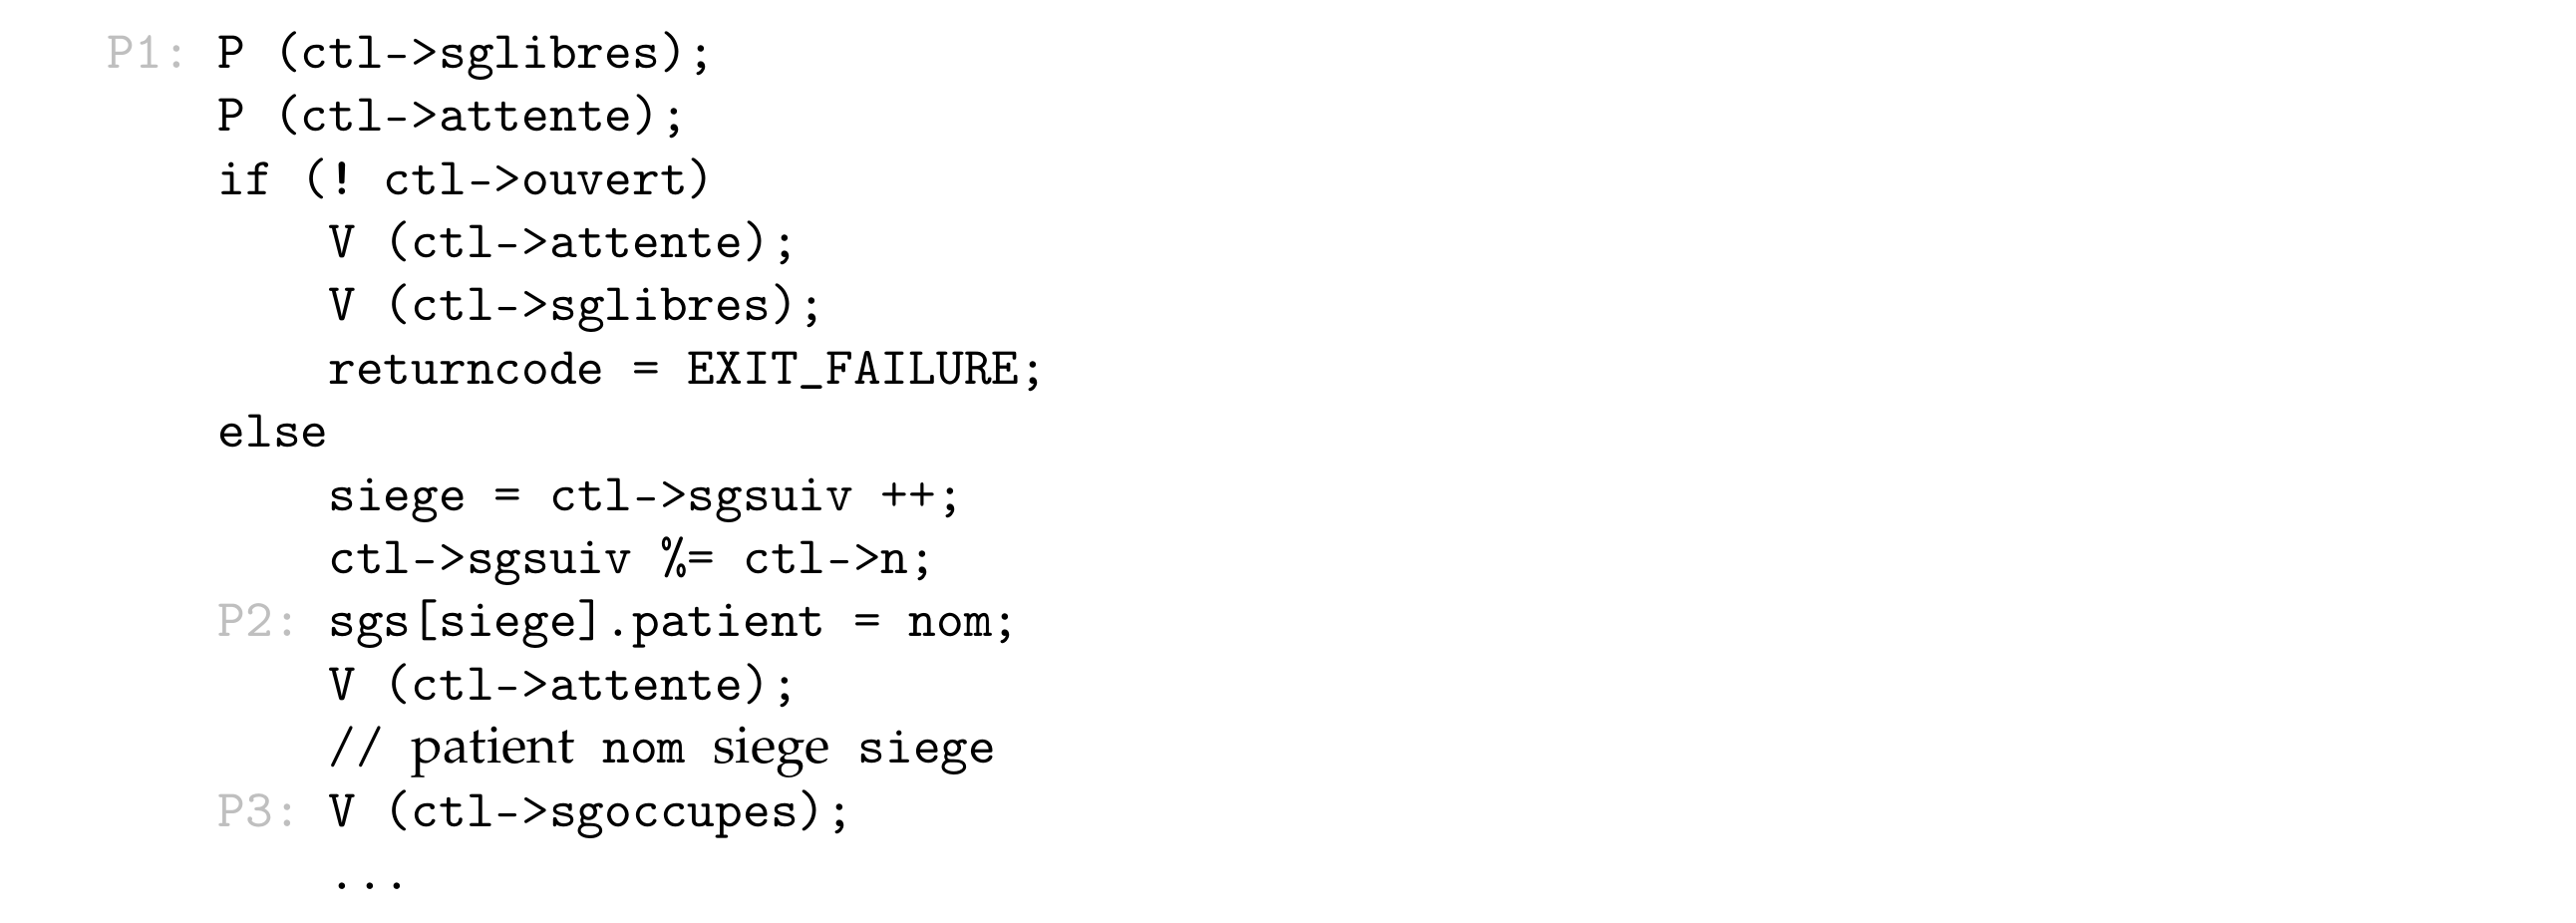 P1: P (ctl->sglibres);
P (ctl->attente);
if (! ctl->ouvert)
V (ctl->attente);
V (ctl->sglibres);
returncode = EXIT_FAILURE;
else
siege = ctl->sgsuiv ++;
ctl->sgsuiv %= ctl->n;
P2: sgs[siege].patient = nom;
V (ctl->attente);
// patient nom siege siege
P3: V (ctl->sgoccupes);
...